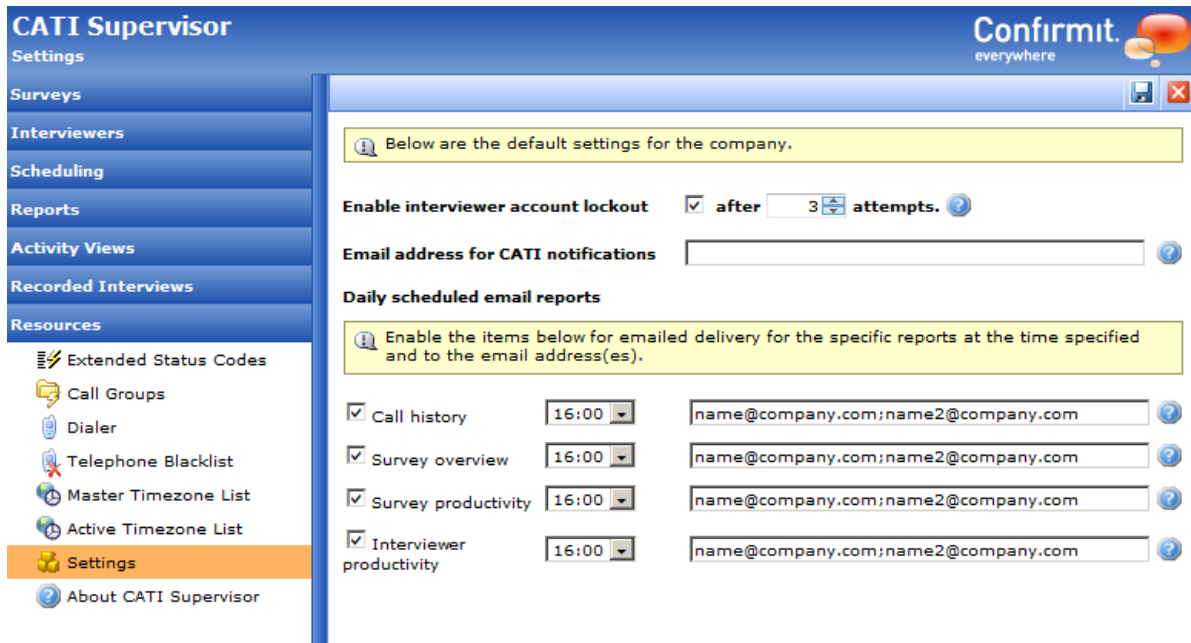 CATI Supervisor
Settings
Confirmit.
everywhere
Surveys
Interviewers
Scheduling
Reports
Activity Views
Recorded Interviews
Resources
Extended Status Codes
Call Groups
Dialer
Telephone Blacklist
Master Timezone List
Active Timezone List
Settings
About CATI Supervisor
Below are the default settings for the company.
Enable interviewer account lockout after 3 attempts.
Email address for CATI notifications
Daily scheduled email reports
Enable the items below for emailed delivery for the specific reports at the time specified
and to the email address(es).
Call history 16:00 name@company.com;name2@company.com
Survey overview 16:00 name@company.com;name2@company.com
Survey productivity 16:00 name@company.com;name2@company.com
Interviewer
productivity 16:00 name@company.com;name2@company.com